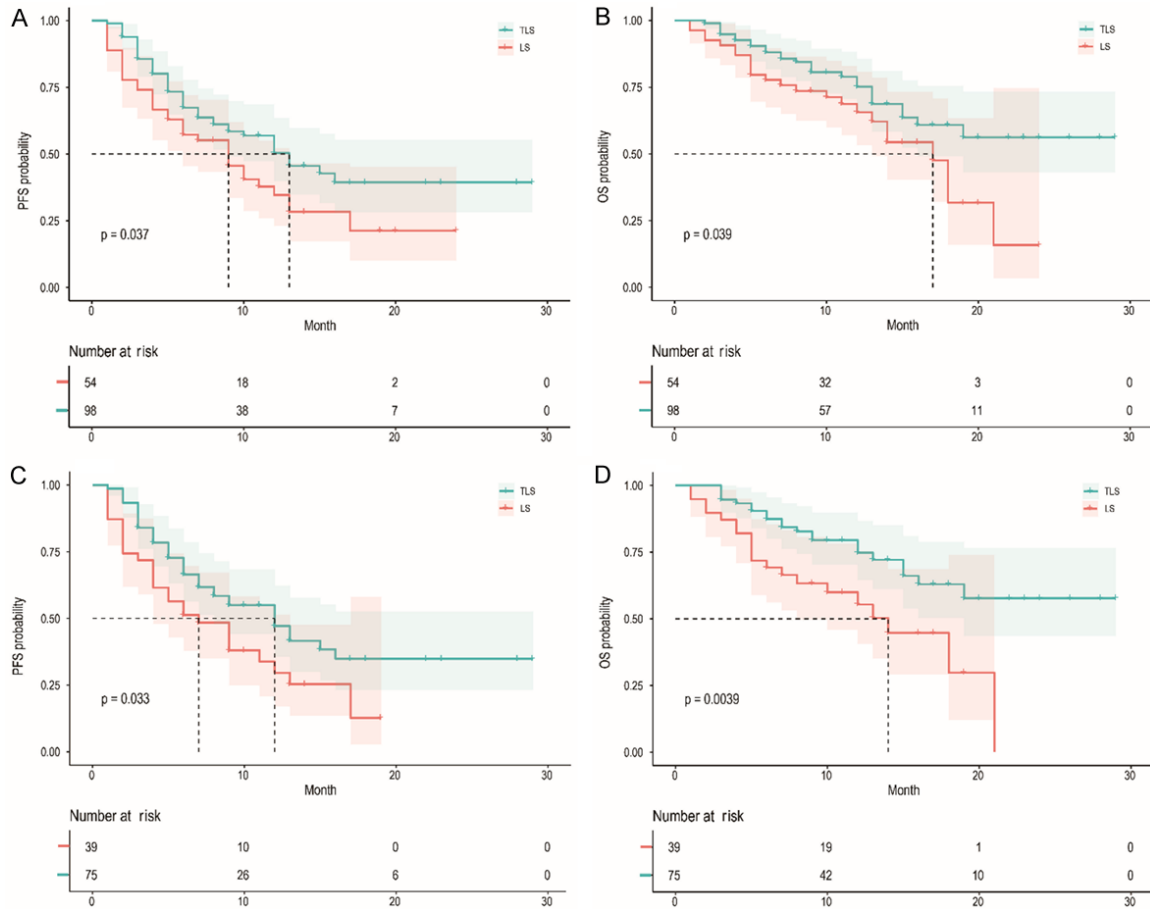 A
1.00
0.75
0.50
0.25
0.00
PFS probability
TLS
LS
p = 0.037
0 10 20 30
Month
Number at risk
54 18 2 0
98 38 7 0
0 10 20 30
B
1.00
0.75
0.50
0.25
0.00
OS probability
TLS
LS
p = 0.039
0 10 20 30
Month
Number at risk
54 32 3 0
98 57 11 0
0 10 20 30
C
1.00
0.75
0.50
0.25
0.00
PFS probability
TLS
LS
p = 0.033
0 10 20 30
Month
Number at risk
39 10 0 0
75 26 6 0
0 10 20 30
D
1.00
0.75
0.50
0.25
0.00
OS probability
TLS
LS
p = 0.0039
0 10 20 30
Month
Number at risk
39 19 1 0
75 42 10 0
0 10 20 30